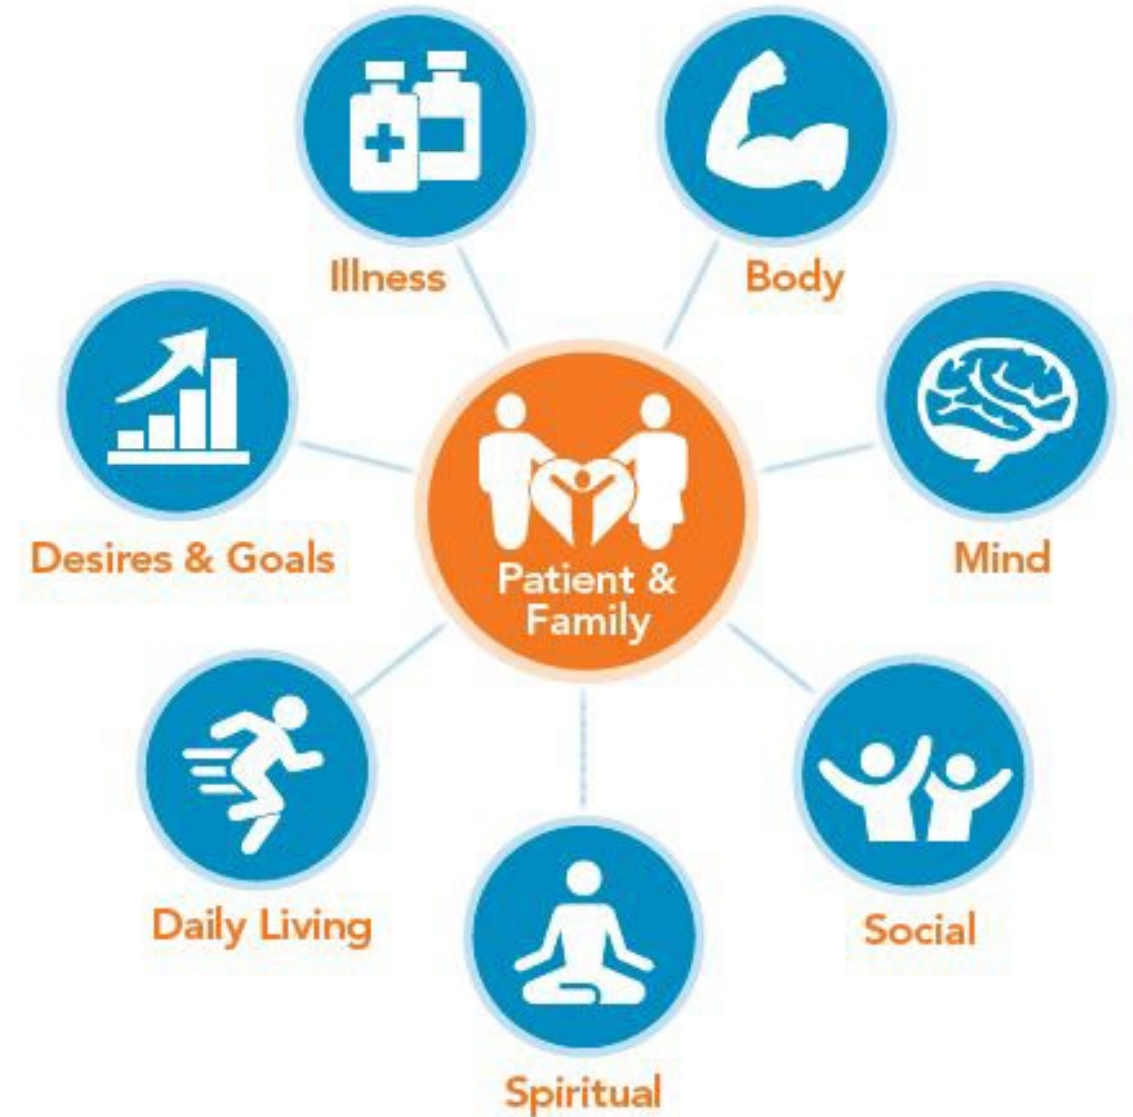 Illness
Body
Desires & Goals
Mind
Patient &
Family
Daily Living
Social
Spiritual